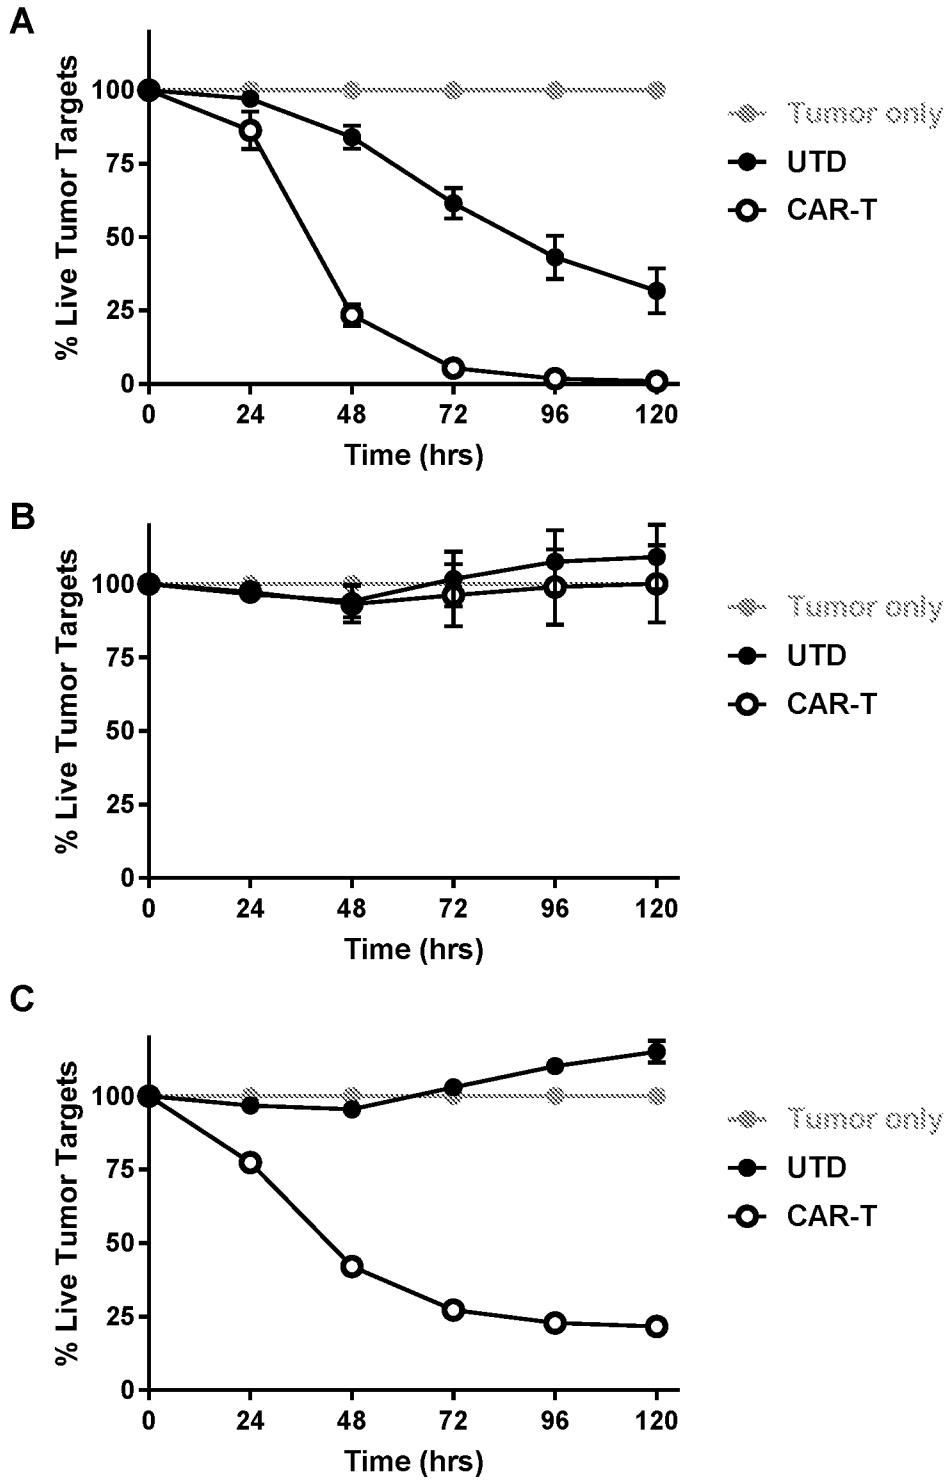 A
% Live Tumor Targets
100
75
50
25
0
0 24 48 72 96 120
Time (hrs)
Tumor only
UTD
CAR-T
B
% Live Tumor Targets
100
75
50
25
0
0 24 48 72 96 120
Time (hrs)
Tumor only
UTD
CAR-T
C
% Live Tumor Targets
100
75
50
25
0
0 24 48 72 96 120
Time (hrs)
Tumor only
UTD
CAR-T